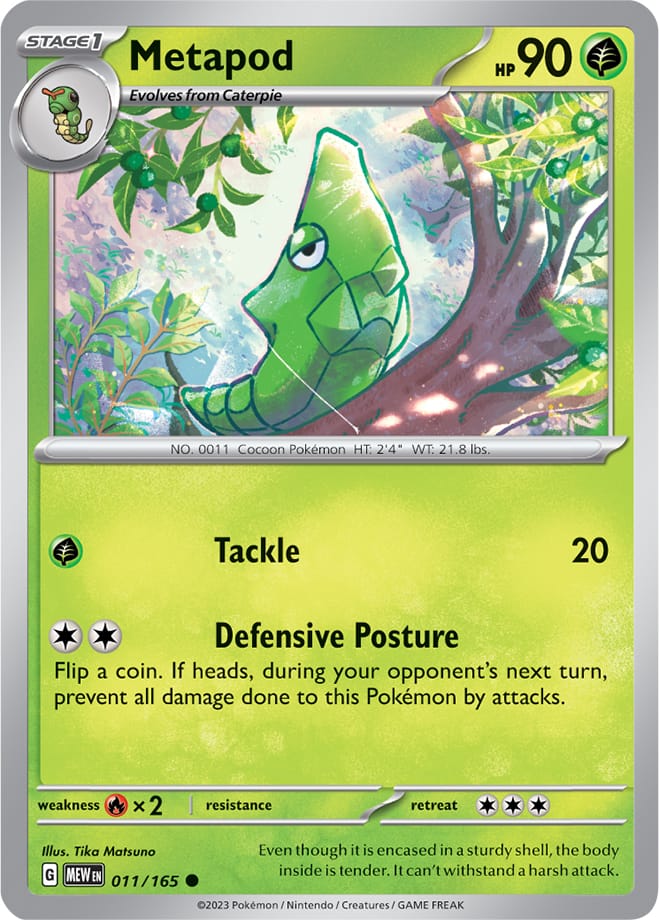 STAGE1
Metapod
HP 90
Evolves from Caterpie
NO. 0011 Cocoon Pokémon HT: 2'4" WT: 21.8 lbs.
Tackle 20
Defensive Posture
Flip a coin. If heads, during your opponent's next turn,
prevent all damage done to this Pokémon by attacks.
weakness ×2 resistance retreat
Illus. Tika Matsuno
Even though it is encased in a sturdy shell, the body
inside is tender. It can't withstand a harsh attack.
G MEW EN 011/165
©2023 Pokémon / Nintendo / Creatures / GAME FREAK